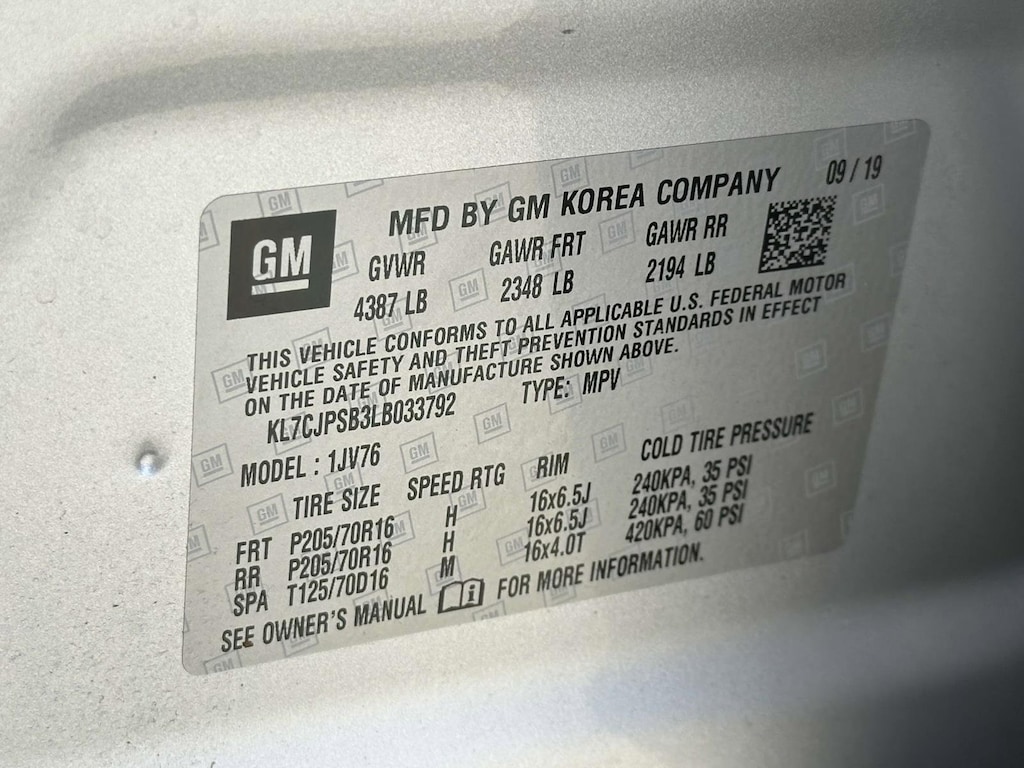 MFD BY GM KOREA COMPANY 09 / 19
GM
GVWR GAWR FRT GAWR RR
4387 LB 2348 LB 2194 LB
THIS VEHICLE CONFORMS TO ALL APPLICABLE U.S. FEDERAL MOTOR
VEHICLE SAFETY AND THEFT PREVENTION STANDARDS IN EFFECT
ON THE DATE OF MANUFACTURE SHOWN ABOVE.
KL7CJPSB3LB033792 TYPE: MPV
MODEL : 1JV76
TIRE SIZE SPEED RTG RIM COLD TIRE PRESSURE
FRT P205/70R16 H 16x6.5J 240KPA, 35 PSI
RR P205/70R16 H 16x6.5J 240KPA, 35 PSI
SPA T125/70D16 M 16x4.0T 420KPA, 60 PSI
SEE OWNER'S MANUAL i FOR MORE INFORMATION.